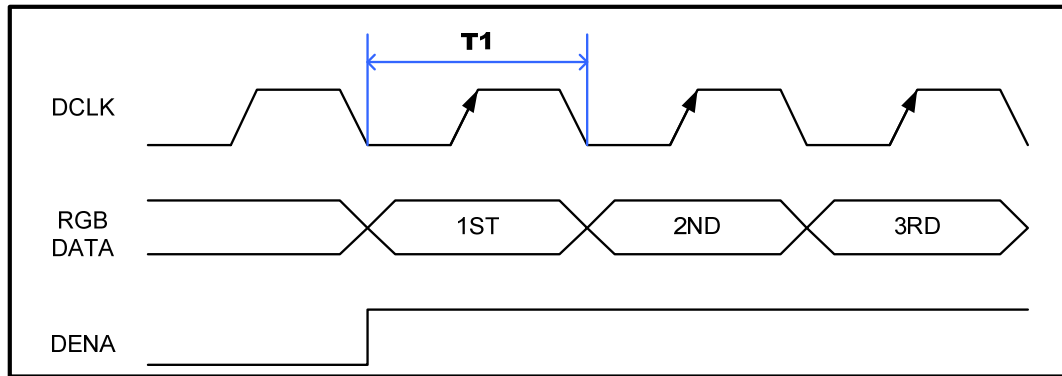 T1
DCLK
RGB
DATA
1ST
2ND
3RD
DENA